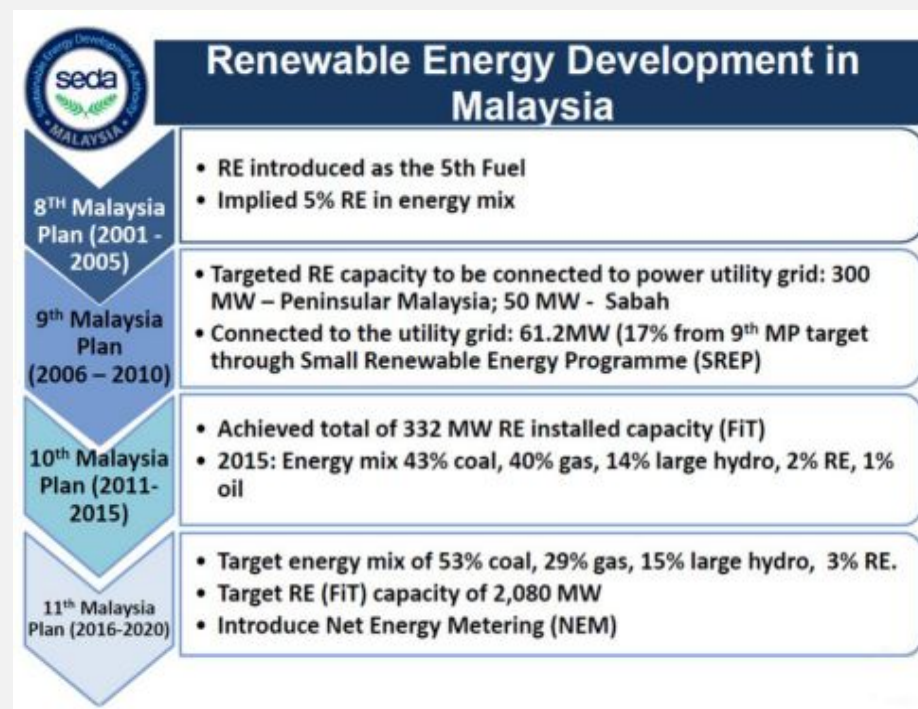 Sustainable Energy Development Authority
seda
• MALAYSIA •
Renewable Energy Development in
Malaysia
8TH Malaysia
Plan (2001 -
2005)
• RE introduced as the 5th Fuel
• Implied 5% RE in energy mix
9th Malaysia
Plan
(2006 – 2010)
• Targeted RE capacity to be connected to power utility grid: 300
MW – Peninsular Malaysia; 50 MW - Sabah
• Connected to the utility grid: 61.2MW (17% from 9th MP target
through Small Renewable Energy Programme (SREP)
10th Malaysia
Plan (2011-
2015)
• Achieved total of 332 MW RE installed capacity (FiT)
• 2015: Energy mix 43% coal, 40% gas, 14% large hydro, 2% RE, 1%
oil
11th Malaysia
Plan (2016-2020)
• Target energy mix of 53% coal, 29% gas, 15% large hydro, 3% RE.
• Target RE (FiT) capacity of 2,080 MW
• Introduce Net Energy Metering (NEM)